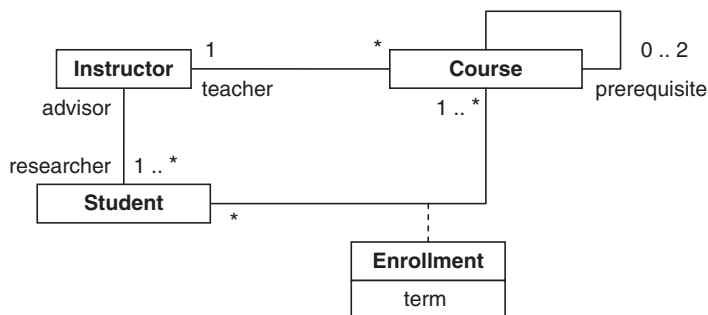 1
*
0 .. 2
Instructor
Course
teacher
prerequisite
advisor
1 .. *
researcher
1 .. *
Student
*
Enrollment
term